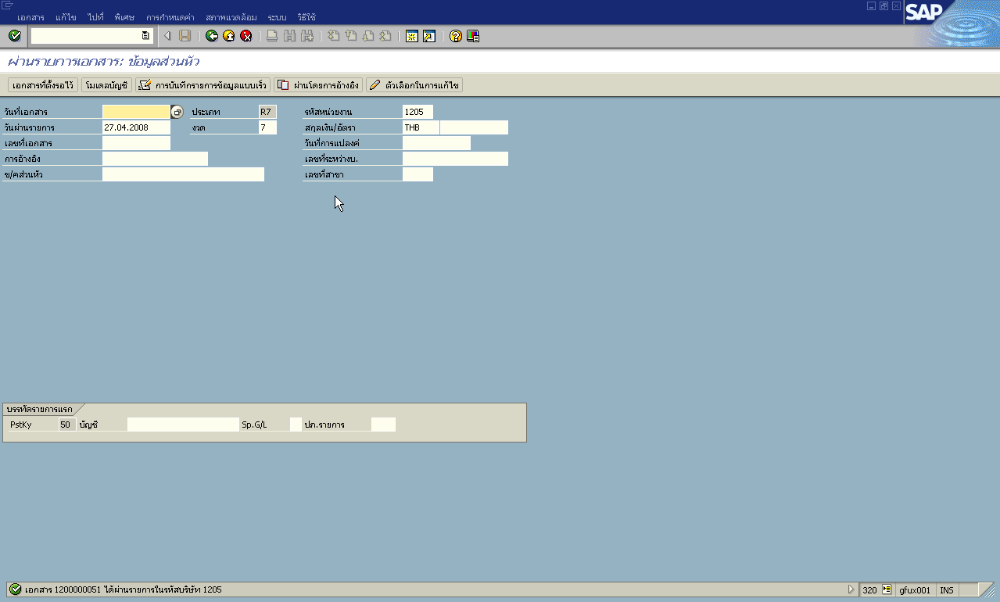 เอกสาร แก้ไข ไปที่ พิเศษ การกำหนดค่า สภาพแวดล้อม ระบบ วิธีใช้
SAP
ผ่านรายการเอกสาร: ข้อมูลส่วนหัว
เอกสารที่ตั้งรอไว้ โมเดลบัญชี การบันทึกรายการข้อมูลแบบเร็ว ผ่านโดยการอ้างอิง ตัวเลือกในการแก้ไข
วันที่เอกสาร ประเภท R7 รหัสหน่วยงาน 1205
วันผ่านรายการ 27.04.2008 งวด 7 สกุลเงิน/อัตรา THB
เลขที่เอกสาร วันที่การแปลงค่
การอ้างอิง เลขที่ระหว่างบ.
ข/คส่วนหัว เลขที่สาขา
บรรทัดรายการแรก
PstKy 50 บัญชี Sp.G/L ปภ.รายการ
เอกสาร 1200000051 ได้ผ่านรายการในรหัสบริษัท 1205 320 gfux001 INS